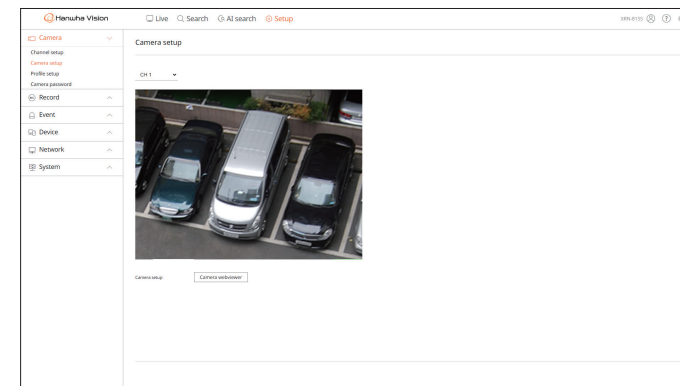 Hanwha Vision
Live Search AI search Setup
XRN-8155
Camera
Camera setup
Channel setup
Camera setup
Profile setup
Camera password
CH 1
Record
Event
Device
Network
System
Camera setup
Camera webviewer